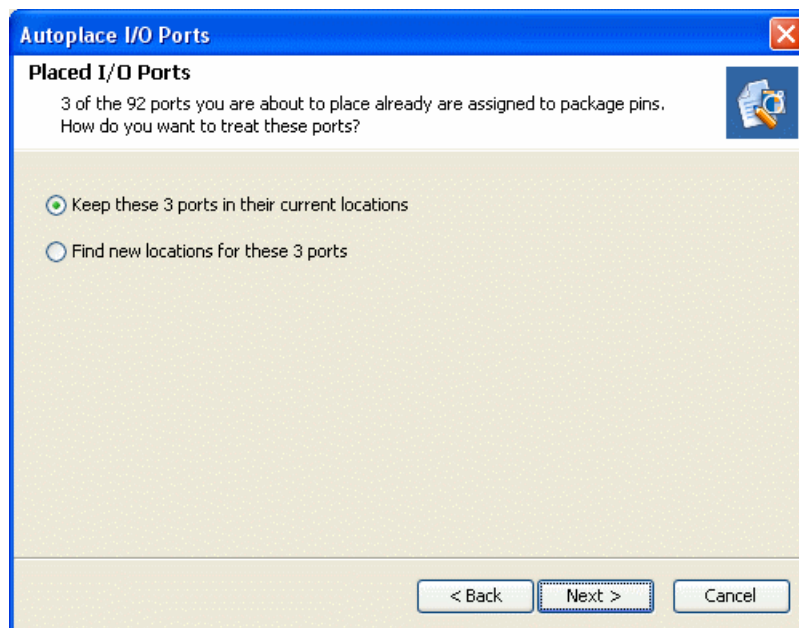 Autoplace I/O Ports
Placed I/O Ports
3 of the 92 ports you are about to place already are assigned to package pins.
How do you want to treat these ports?
Keep these 3 ports in their current locations
Find new locations for these 3 ports
< Back Next > Cancel